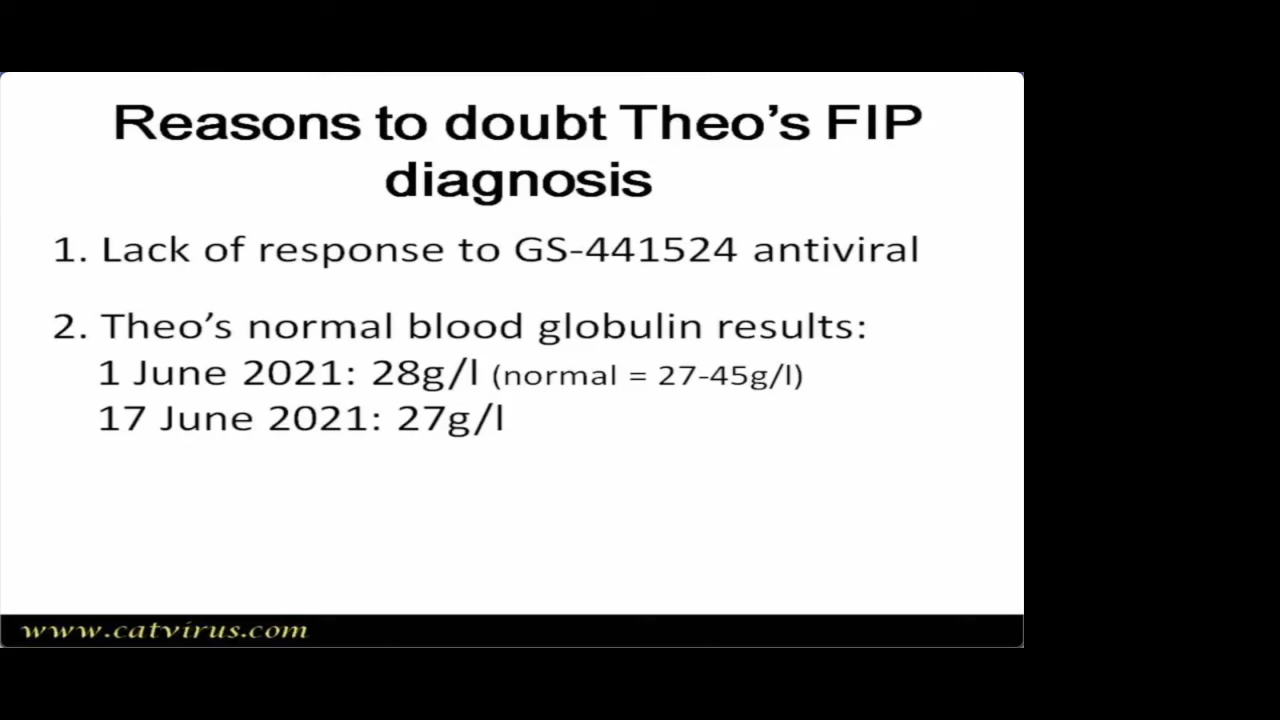 Reasons to doubt Theo’s FIP
diagnosis
1. Lack of response to GS-441524 antiviral
2. Theo’s normal blood globulin results:
1 June 2021: 28g/l (normal = 27-45g/l)
17 June 2021: 27g/l
www.catvirus.com